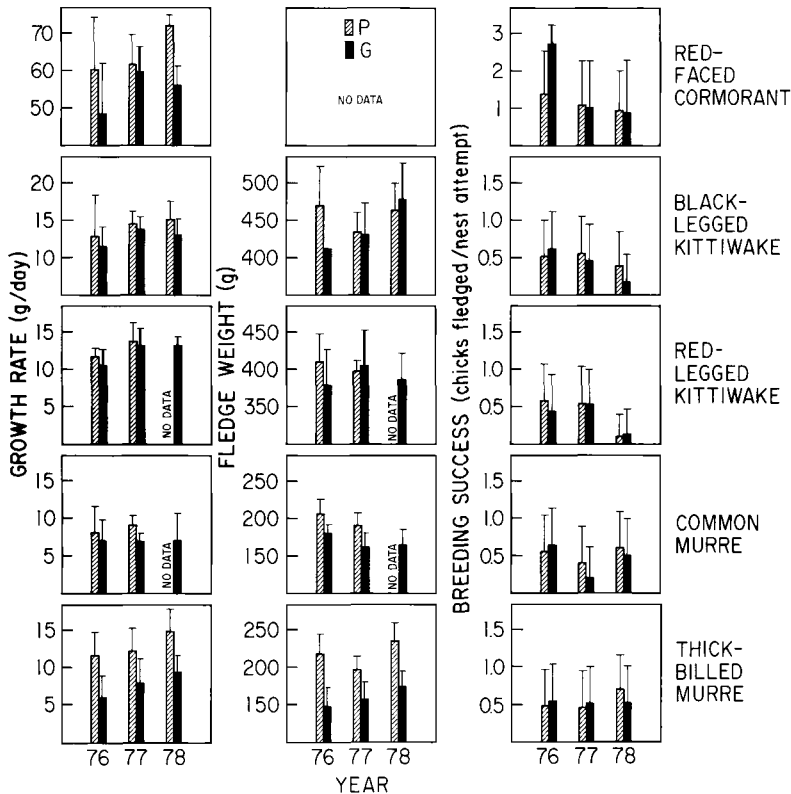 P
G
NO DATA
70
60
50
3
2
1
RED-
FACED
CORMORANT
20
15
10
500
450
400
1.5
1.0
0.5
BLACK-
LEGGED
KITTIWAKE
15
10
5
NO DATA
450
400
350
300
NO DATA
1.5
1.0
0.5
RED-
LEGGED
KITTIWAKE
15
10
5
NO DATA
250
200
150
NO DATA
1.5
1.0
0.5
COMMON
MURRE
15
10
5
250
200
150
1.5
1.0
0.5
THICK-
BILLED
MURRE
GROWTH RATE (g/day)
FLEDGE WEIGHT (g)
BREEDING SUCCESS (chicks fledged/nest attempt)
76 77 78
76 77 78
76 77 78
YEAR